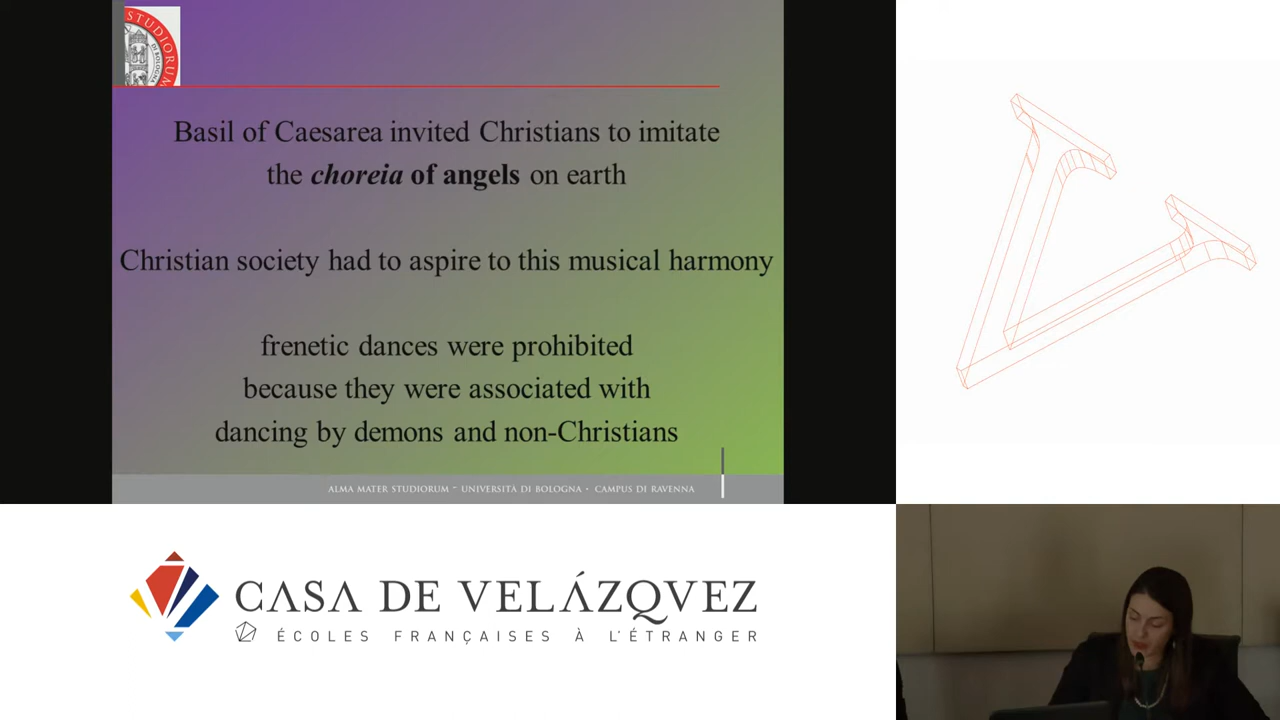 STUDIORUM
Basil of Caesarea invited Christians to imitate
the choreia of angels on earth
Christian society had to aspire to this musical harmony
frenetic dances were prohibited
because they were associated with
dancing by demons and non-Christians
ALMA MATER STUDIORUM ~ UNIVERSITÀ DI BOLOGNA · CAMPUS DI RAVENNA
CASA DE VELÁZQVEZ
ÉCOLES FRANÇAISES À L'ÉTRANGER